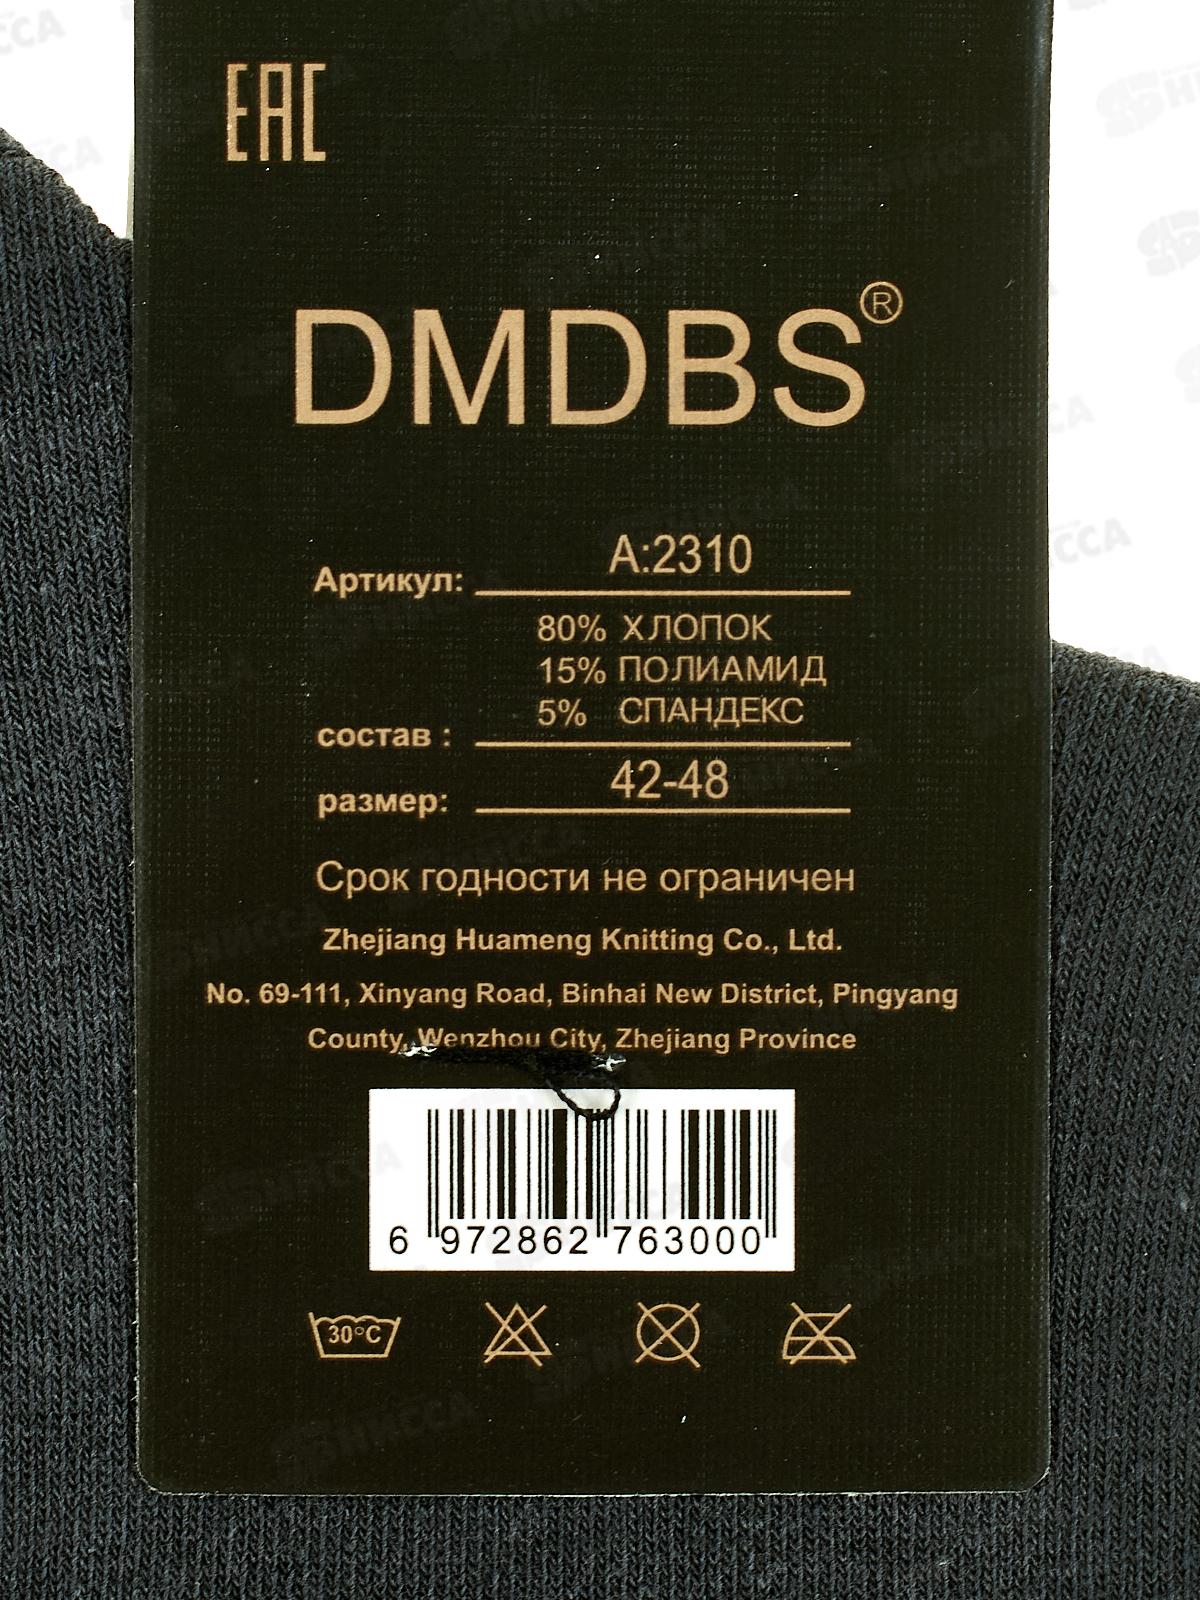 EAC
DMDBS®
Артикул: A:2310
80% ХЛОПОК
15% ПОЛИАМИД
5% СПАНДЕКС
состав :
размер: 42-48
Срок годности не ограничен
Zhejiang Huameng Knitting Co., Ltd.
No. 69-111, Xinyang Road, Binhai New District, Pingyang
County, Wenzhou City, Zhejiang Province
6 972862 763000
30°C